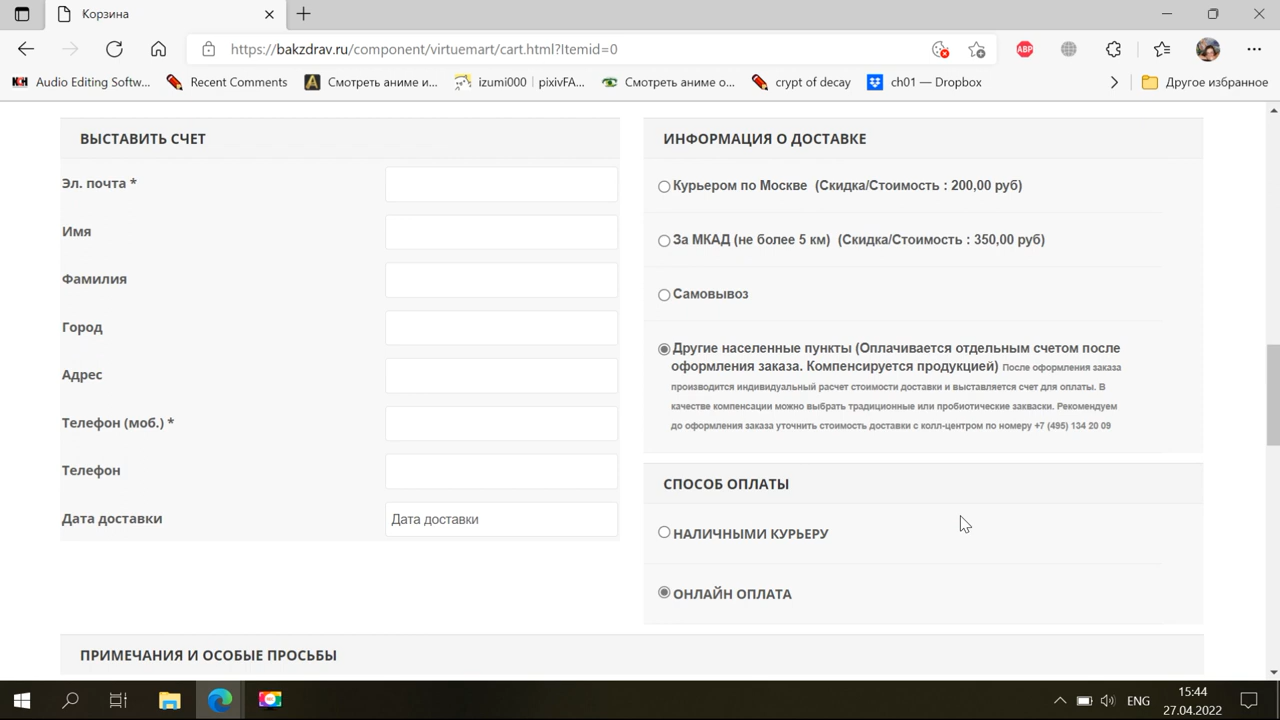 Корзина
https://bakzdrav.ru/component/virtuemart/cart.html?Itemid=0
ABP
Audio Editing Softw...
Recent Comments
Смотреть аниме и...
izumi000 | pixivFA...
Смотреть аниме о...
crypt of decay
ch01 — Dropbox
Другое избранное
ВЫСТАВИТЬ СЧЕТ
Эл. почта *
Имя
Фамилия
Город
Адрес
Телефон (моб.) *
Телефон
Дата доставки
Дата доставки
ИНФОРМАЦИЯ О ДОСТАВКЕ
Курьером по Москве (Скидка/Стоимость : 200,00 руб)
За МКАД (не более 5 км) (Скидка/Стоимость : 350,00 руб)
Самовывоз
Другие населенные пункты (Оплачивается отдельным счетом после
оформления заказа. Компенсируется продукцией) После оформления заказа
производится индивидуальный расчет стоимости доставки и выставляется счет для оплаты. В
качестве компенсации можно выбрать традиционные или пробиотические закваски. Рекомендуем
до оформления заказа уточнить стоимость доставки с колл-центром по номеру +7 (495) 134 20 09
СПОСОБ ОПЛАТЫ
НАЛИЧНЫМИ КУРЬЕРУ
ОНЛАЙН ОПЛАТА
ПРИМЕЧАНИЯ И ОСОБЫЕ ПРОСЬБЫ
ENG
15:44
27.04.2022